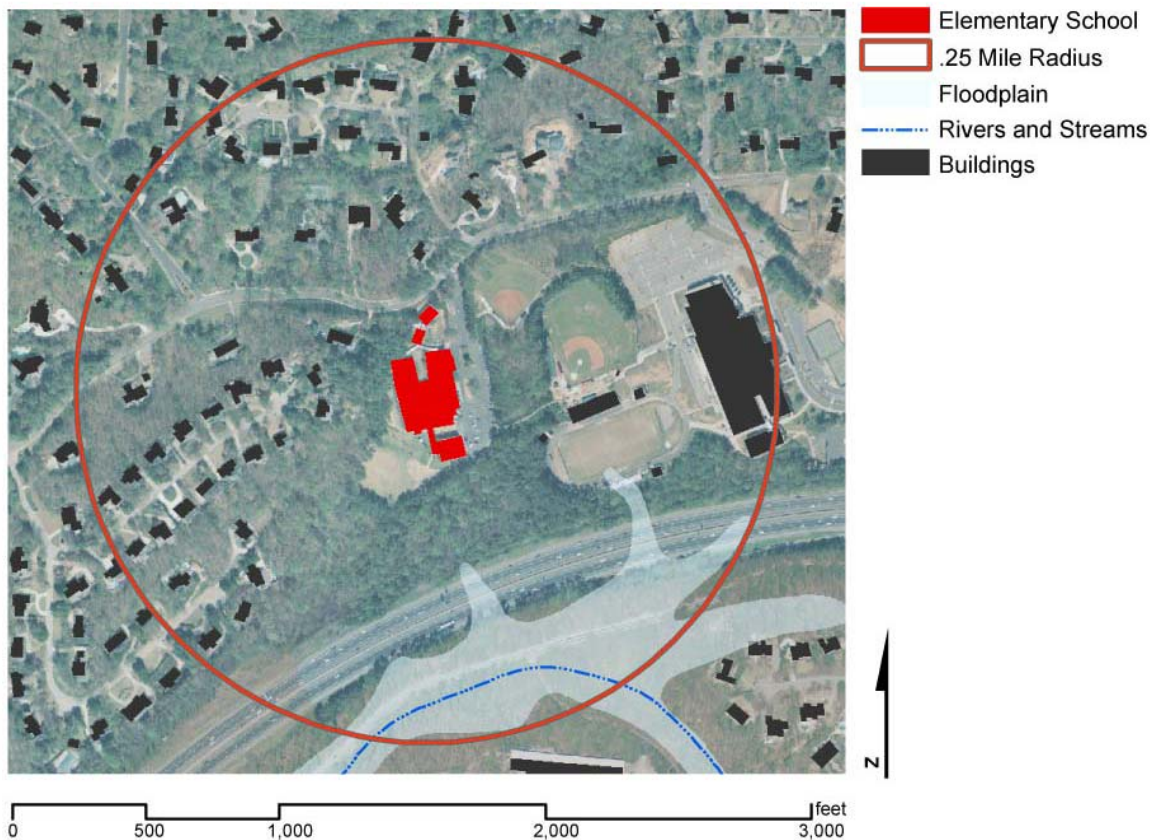 Elementary School
.25 Mile Radius
Floodplain
Rivers and Streams
Buildings
N
feet
0 500 1,000 2,000 3,000